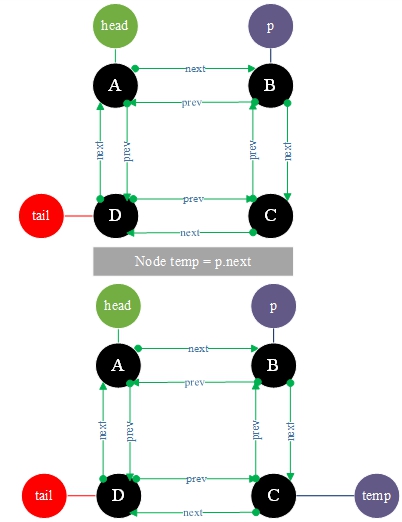 head p
next
A B
prev
next prev prev next
prev
tail D C
next
Node temp = p.next
head p
next
A B
prev
next prev prev next
prev
tail D C temp
next